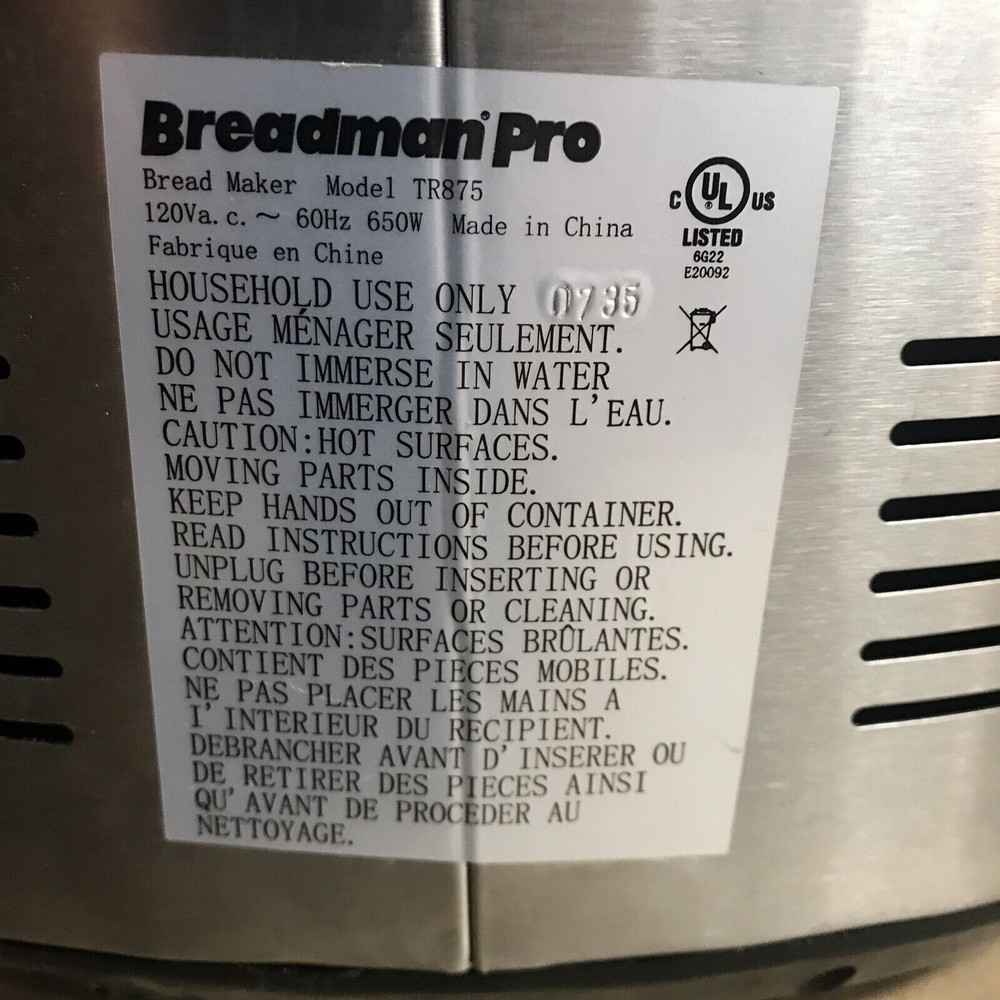 Breadman® Pro
Bread Maker Model TR875
120Va.c. ~ 60Hz 650W Made in China
Fabrique en Chine
C UL® US
LISTED
6G22
E20092
HOUSEHOLD USE ONLY 0735
USAGE MÉNAGER SEULEMENT.
DO NOT IMMERSE IN WATER
NE PAS IMMERGER DANS L'EAU.
CAUTION:HOT SURFACES.
MOVING PARTS INSIDE.
KEEP HANDS OUT OF CONTAINER.
READ INSTRUCTIONS BEFORE USING.
UNPLUG BEFORE INSERTING OR
REMOVING PARTS OR CLEANING.
ATTENTION:SURFACES BRÛLANTES.
CONTIENT DES PIECES MOBILES.
NE PAS PLACER LES MAINS A
I'INTERIEUR DU RECIPIENT.
DEBRANCHER AVANT D'INSERER OU
DE RETIRER DES PIECES AINSI
QU'AVANT DE PROCEDER AU
NETTOYAGE.